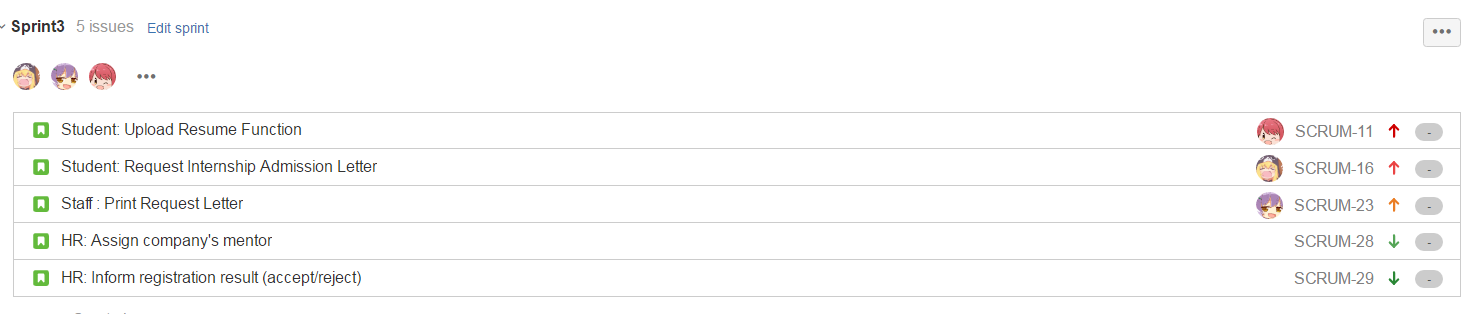 Sprint3 5 issues Edit sprint
Student: Upload Resume Function SCRUM-11 -
Student: Request Internship Admission Letter SCRUM-16 -
Staff : Print Request Letter SCRUM-23 -
HR: Assign company's mentor SCRUM-28 -
HR: Inform registration result (accept/reject) SCRUM-29 -